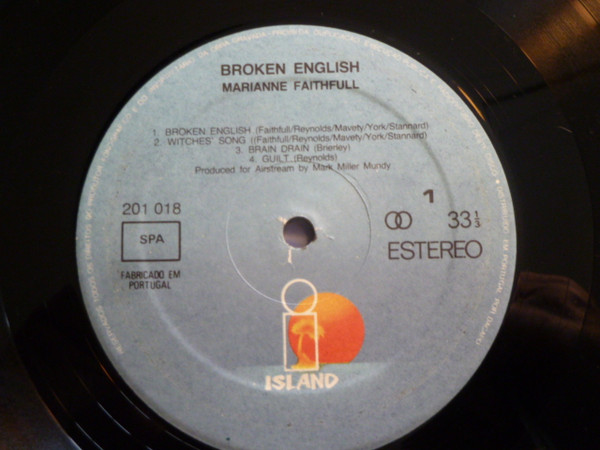 BROKEN ENGLISH
MARIANNE FAITHFULL
1. BROKEN ENGLISH (Faithfull/Reynolds/Mavety/York/Stannard)
2. WITCHES' SONG ((Faithfull/Reynolds/Mavety/York/Stannard)
3. BRAIN DRAIN (Brierley)
4. GUILT (Reynolds)
Produced for Airstream by Mark Miller Mundy
201 018
SPA
FABRICADO EM
PORTUGAL
1
33 1/3
ESTEREO
i
ISLAND